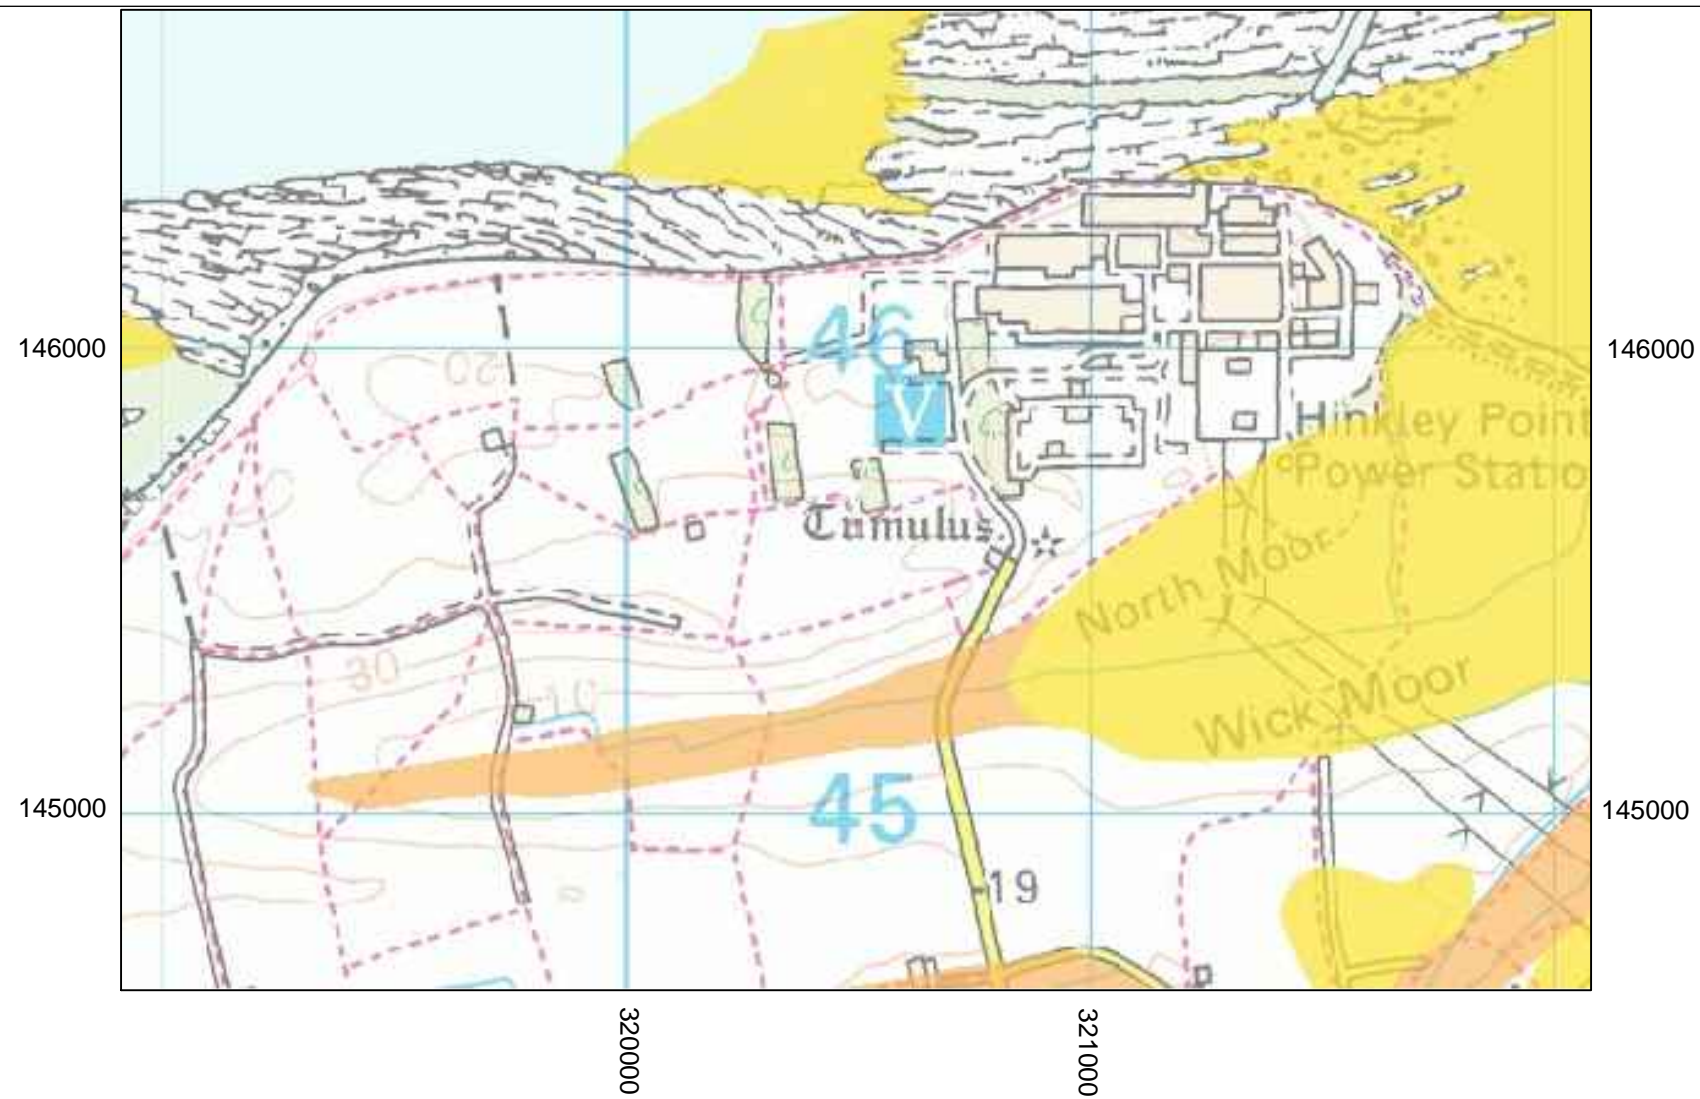 146000
46
146000
20
V
Hinkley Point
Power Statio
Tumulus
North Moor
30
10
Wick Moor
145000
45
145000
19
320000
321000